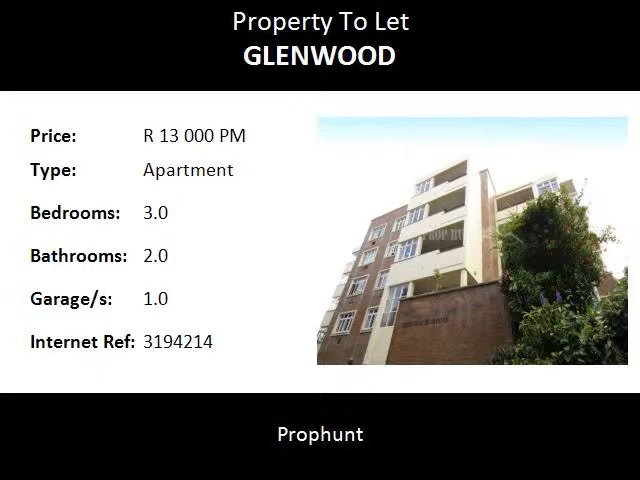 Property To Let
GLENWOOD
Price: R 13 000 PM
Type: Apartment
Bedrooms: 3.0
Bathrooms: 2.0
Garage/s: 1.0
Internet Ref: 3194214
Prophunt